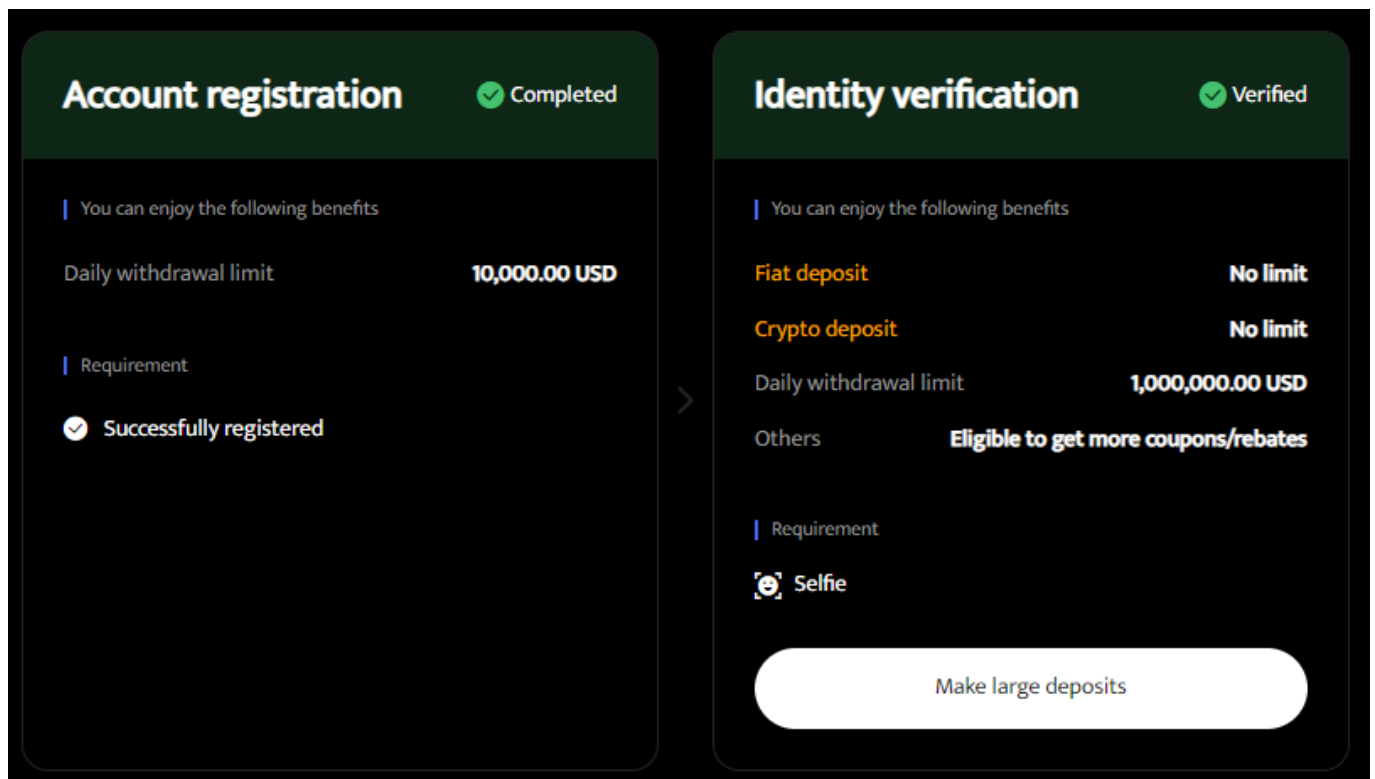 Account registration
Completed
You can enjoy the following benefits
Daily withdrawal limit
10,000.00 USD
Requirement
Successfully registered
Identity verification
Verified
You can enjoy the following benefits
Fiat deposit
No limit
Crypto deposit
No limit
Daily withdrawal limit
1,000,000.00 USD
Others
Eligible to get more coupons/rebates
Requirement
Selfie
Make large deposits